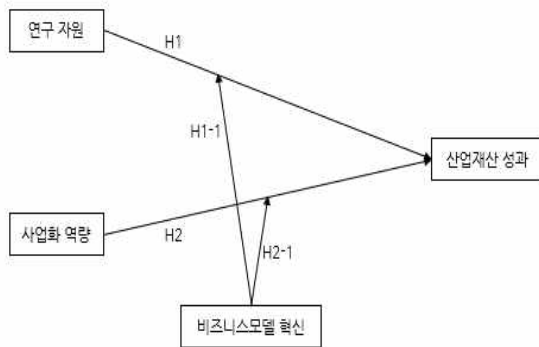 연구 자원
H1
H1-1
산업재산 성과
사업화 역량
H2
H2-1
비즈니스모델 혁신